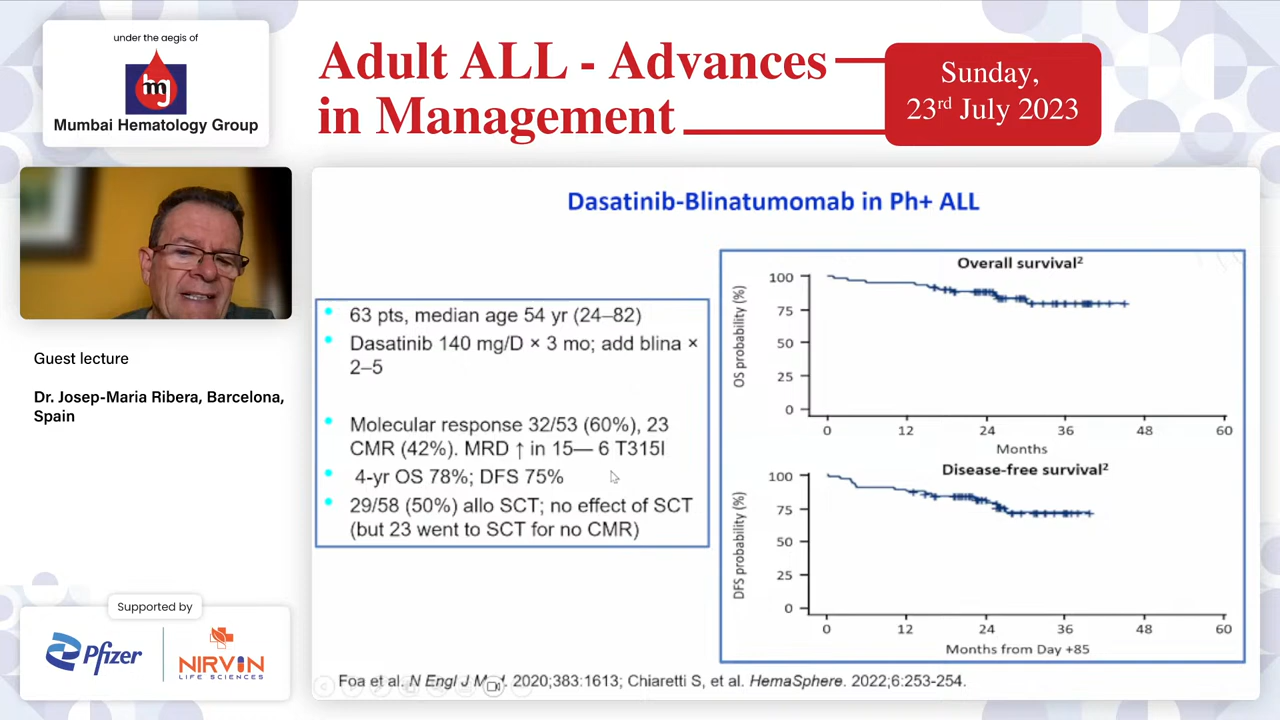 under the aegis of
mj
Mumbai Hematology Group
Adult ALL - Advances
in Management
Sunday,
23rd July 2023
Guest lecture
Dr. Josep-Maria Ribera, Barcelona,
Spain
Supported by
Pfizer
NIRVIN
LIFE SCIENCES
Dasatinib-Blinatumomab in Ph+ ALL
63 pts, median age 54 yr (24–82)
Dasatinib 140 mg/D × 3 mo; add blina ×
2–5
Molecular response 32/53 (60%), 23
CMR (42%). MRD ↑ in 15— 6 T315I
4-yr OS 78%; DFS 75%
29/58 (50%) allo SCT; no effect of SCT
(but 23 went to SCT for no CMR)
Overall survival²
OS probability (%)
100
75
50
25
0
0 12 24 36 48 60
Months
Disease-free survival²
DFS probability (%)
100
75
50
25
0
0 12 24 36 48 60
Months from Day +85
Foa et al. N Engl J . 2020;383:1613; Chiaretti S, et al. HemaSphere. 2022;6:253-254.